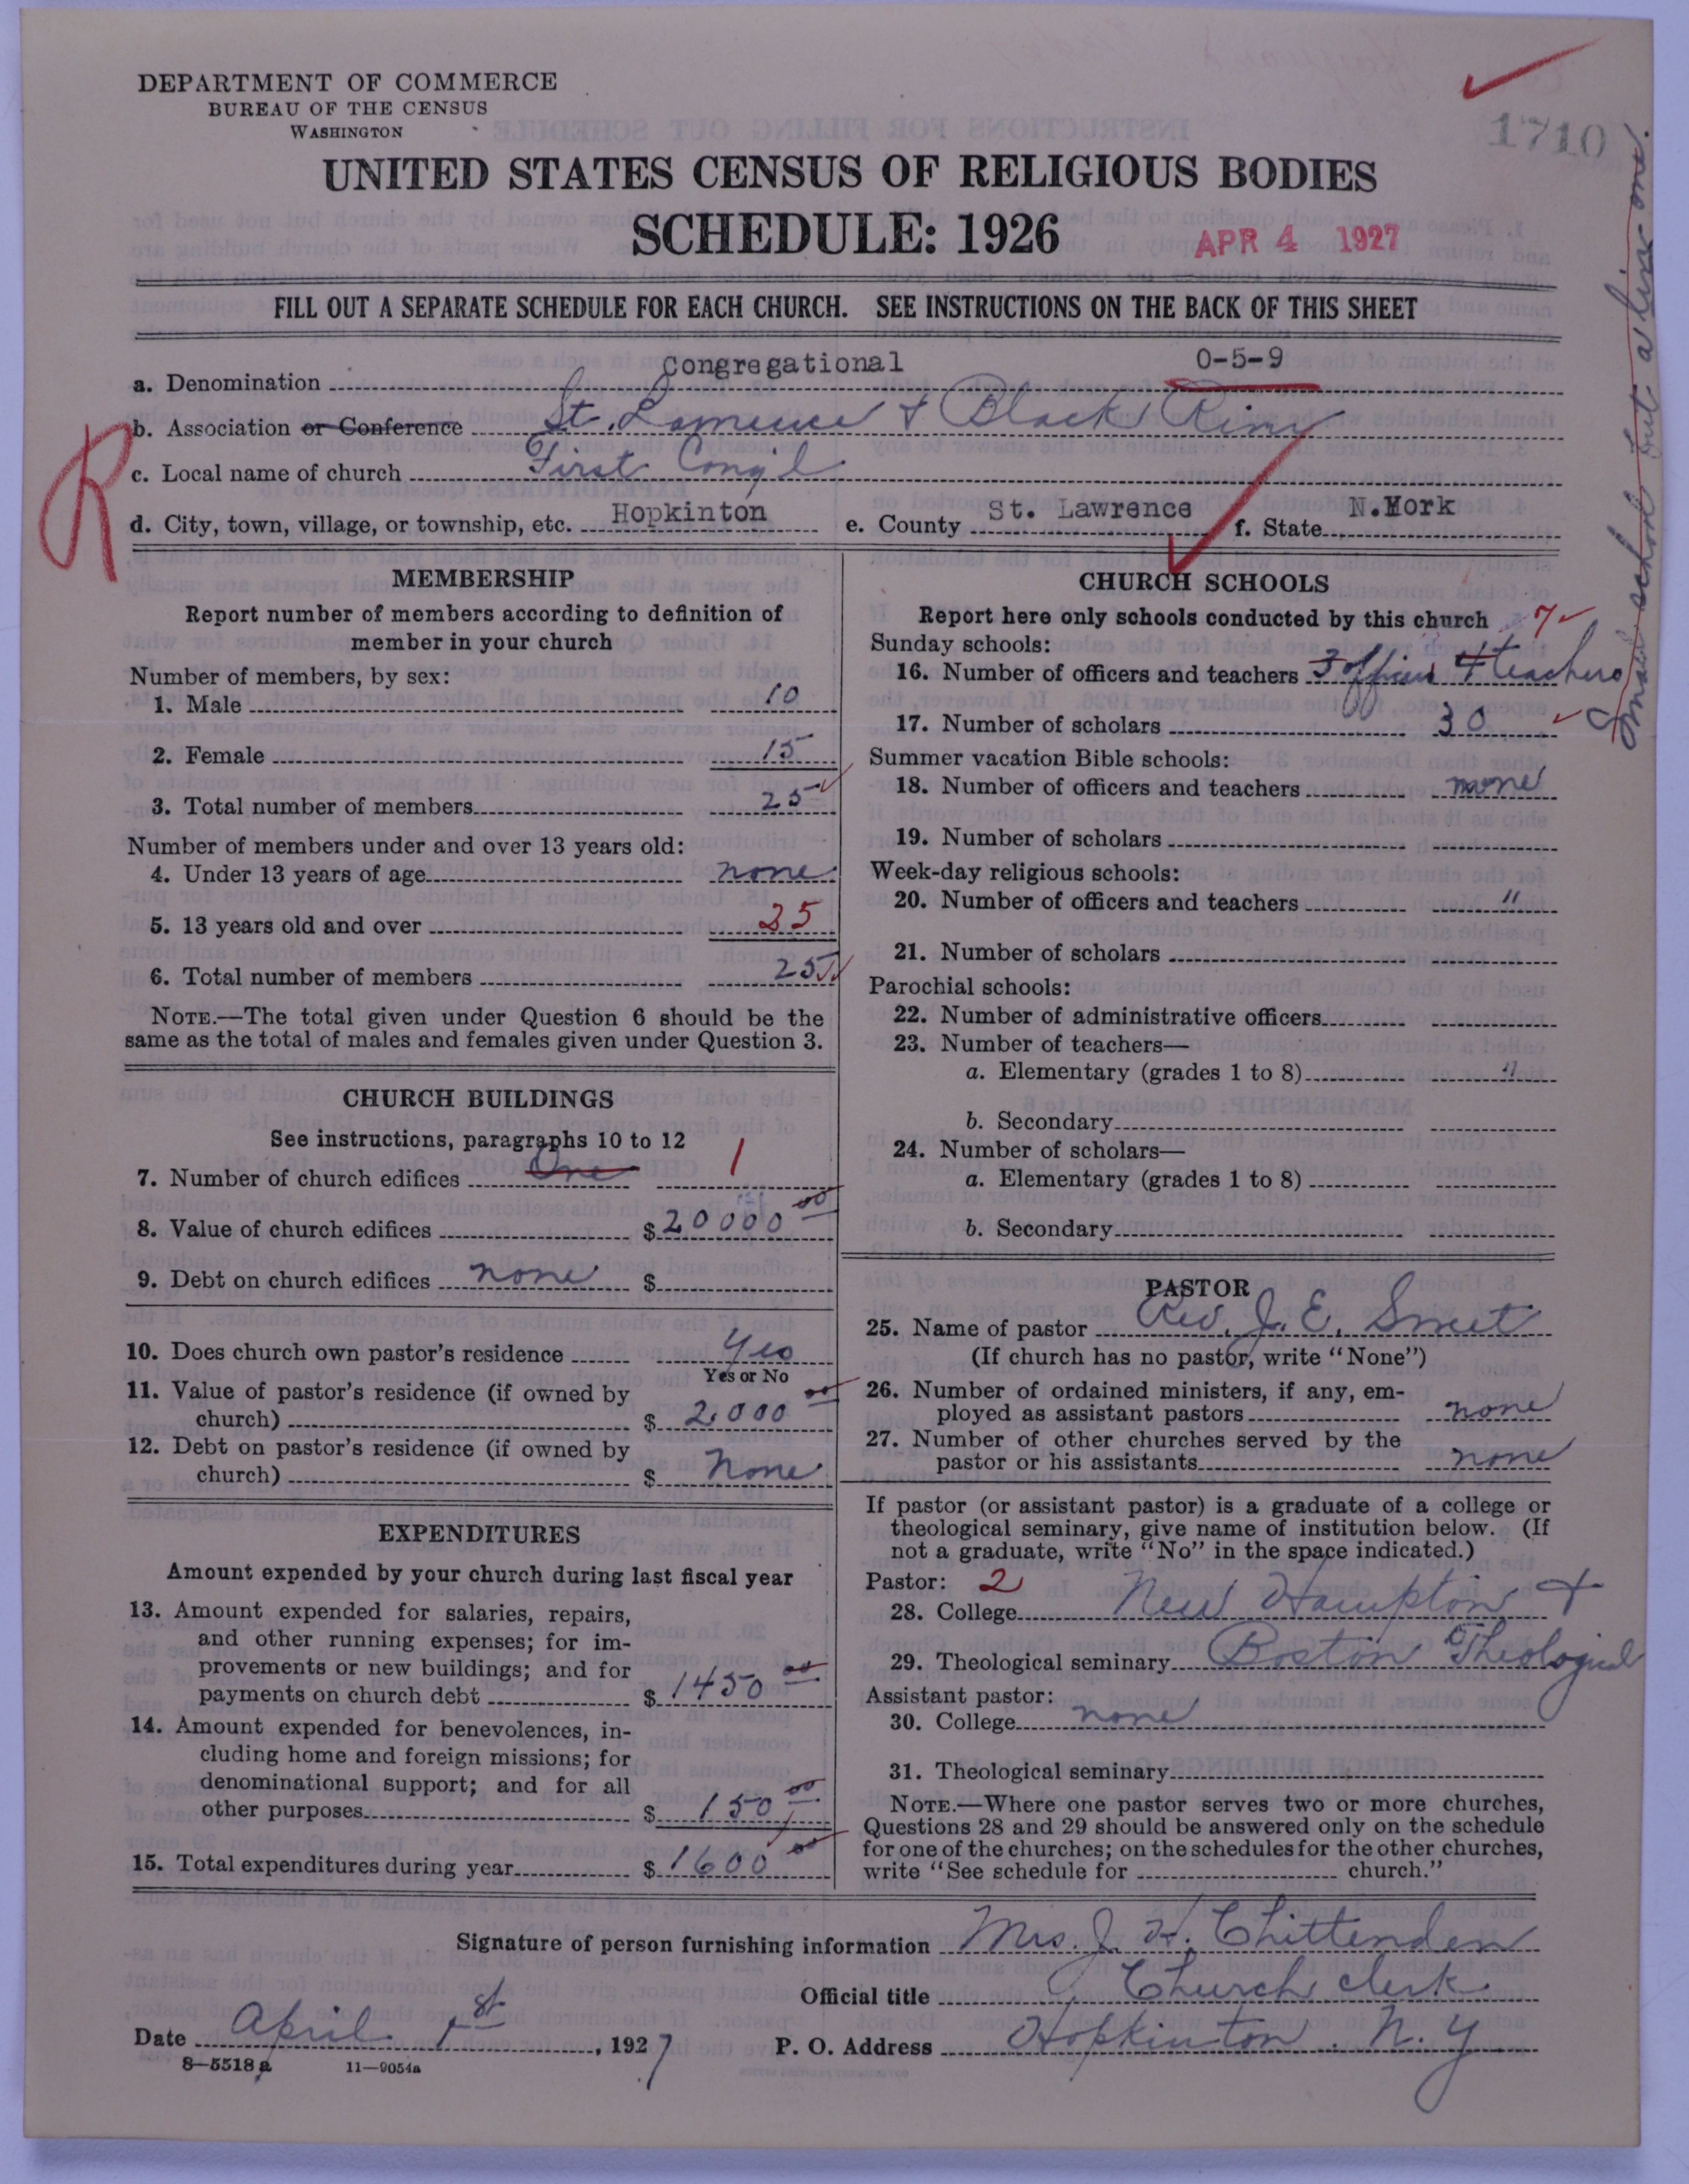 DEPARTMENT OF COMMERCE
BUREAU OF THE CENSUS
WASHINGTON
1710
UNITED STATES CENSUS OF RELIGIOUS BODIES
SCHEDULE: 1926
APR 4 1927
FILL OUT A SEPARATE SCHEDULE FOR EACH CHURCH. SEE INSTRUCTIONS ON THE BACK OF THIS SHEET
a. Denomination Congregational 0-5-9
b. Association or Conference St. Lawrence & Black River
c. Local name of church First Cong'l
d. City, town, village, or township, etc. Hopkinton e. County St. Lawrence f. State N.York
R
Small school but a live one.
MEMBERSHIP
Report number of members according to definition of
member in your church
Number of members, by sex:
1. Male 10
2. Female 15
3. Total number of members 25
Number of members under and over 13 years old:
4. Under 13 years of age none
5. 13 years old and over 25
6. Total number of members 25
NOTE.—The total given under Question 6 should be the
same as the total of males and females given under Question 3.
CHURCH BUILDINGS
See instructions, paragraphs 10 to 12
7. Number of church edifices One 1
8. Value of church edifices $ 20000 00
9. Debt on church edifices none $
10. Does church own pastor's residence Yes
Yes or No
11. Value of pastor's residence (if owned by
church) $ 2,000 00
12. Debt on pastor's residence (if owned by
church) $ None
EXPENDITURES
Amount expended by your church during last fiscal year
13. Amount expended for salaries, repairs,
and other running expenses; for im-
provements or new buildings; and for
payments on church debt $ 1450 00
14. Amount expended for benevolences, in-
cluding home and foreign missions; for
denominational support; and for all
other purposes $ 150 00
15. Total expenditures during year $ 1600 00
CHURCH SCHOOLS
Report here only schools conducted by this church 7
Sunday schools:
16. Number of officers and teachers 3 officers 4 teachers
17. Number of scholars 30
Summer vacation Bible schools:
18. Number of officers and teachers none
19. Number of scholars
Week-day religious schools:
20. Number of officers and teachers "
21. Number of scholars
Parochial schools:
22. Number of administrative officers
23. Number of teachers—
a. Elementary (grades 1 to 8) "
b. Secondary
24. Number of scholars—
a. Elementary (grades 1 to 8)
b. Secondary
PASTOR
25. Name of pastor Rev. J. E. Sweet
(If church has no pastor, write "None")
26. Number of ordained ministers, if any, em-
ployed as assistant pastors none
27. Number of other churches served by the
pastor or his assistants none
If pastor (or assistant pastor) is a graduate of a college or
theological seminary, give name of institution below. (If
not a graduate, write "No" in the space indicated.)
Pastor: 2
28. College New Hampton &
29. Theological seminary Boston Theological
Assistant pastor:
30. College none
31. Theological seminary
NOTE.—Where one pastor serves two or more churches,
Questions 28 and 29 should be answered only on the schedule
for one of the churches; on the schedules for the other churches,
write "See schedule for church."
Signature of person furnishing information Mrs. J. H. Chittenden
Official title Church clerk
Date April 1st, 1927 P. O. Address Hopkinton. N.Y
8-5518a 11-9054a